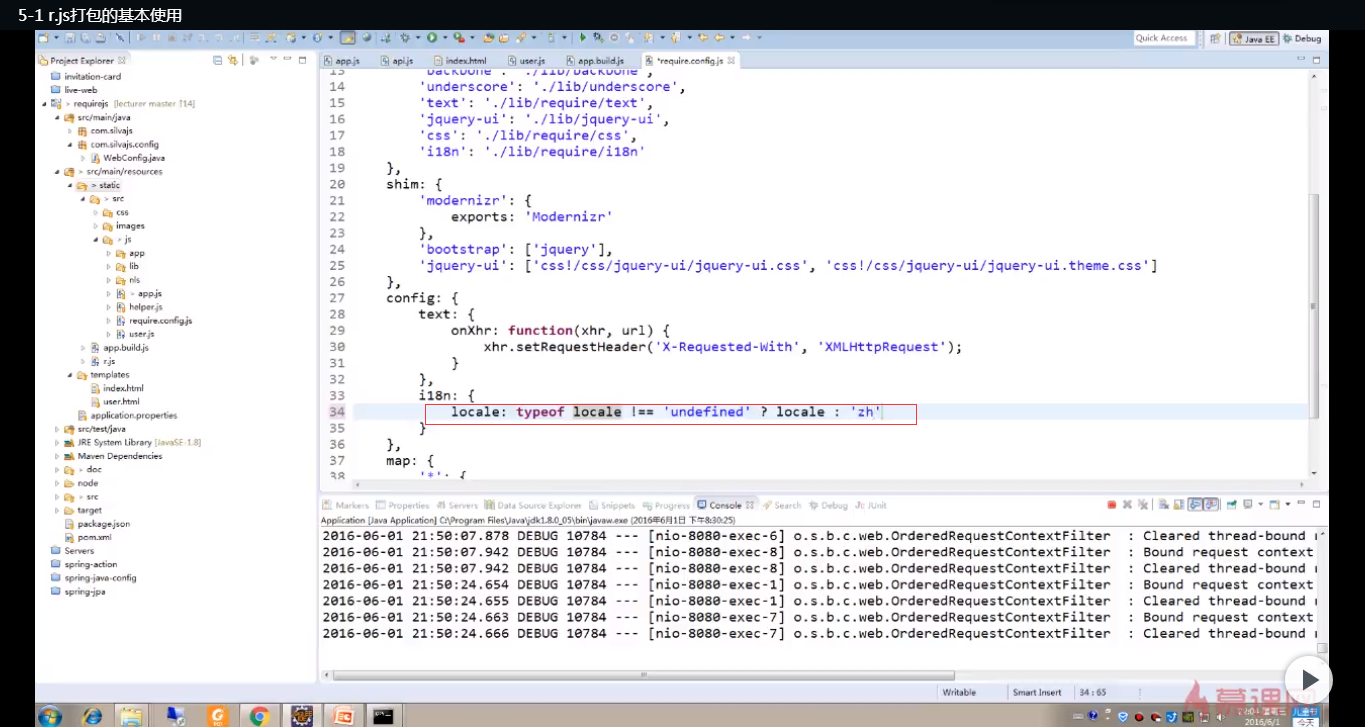 5-1 r.js打包的基本使用
Quick Access
Java EE
Debug
Project Explorer
invitation-card
live-web
> requirejs [lecturer master ↑14]
src/main/java
com.silvajs
com.silvajs.config
WebConfig.java
> src/main/resources
> static
> src
css
images
> js
app
lib
nls
> app.js
helper.js
require.config.js
user.js
app.build.js
r.js
templates
index.html
user.html
application.properties
src/test/java
JRE System Library [JavaSE-1.8]
Maven Dependencies
> doc
node
> src
target
package.json
pom.xml
Servers
spring-action
spring-java-config
spring-jpa
app.js
api.js
index.html
user.js
app.build.js
*require.config.js
13 'backbone': './lib/backbone',
14 'underscore': './lib/underscore',
15 'text': './lib/require/text',
16 'jquery-ui': './lib/jquery-ui',
17 'css': './lib/require/css',
18 'i18n': './lib/require/i18n'
19 },
20 shim: {
21 'modernizr': {
22 exports: 'Modernizr'
23 },
24 'bootstrap': ['jquery'],
25 'jquery-ui': ['css!/css/jquery-ui/jquery-ui.css', 'css!/css/jquery-ui/jquery-ui.theme.css']
26 },
27 config: {
28 text: {
29 onXhr: function(xhr, url) {
30 xhr.setRequestHeader('X-Requested-With', 'XMLHttpRequest');
31 }
32 },
33 i18n: {
34 locale: typeof locale !== 'undefined' ? locale : 'zh'
35 }
36 },
37 map: {
38 '*': {
Markers
Properties
Servers
Data Source Explorer
Snippets
Progress
Console
Search
Debug
JUnit
Application [Java Application] C:\Program Files\Java\jdk1.8.0_05\bin\javaw.exe (2016年6月1日 下午8:30:25)
2016-06-01 21:50:07.878 DEBUG 10784 --- [nio-8080-exec-6] o.s.b.c.web.OrderedRequestContextFilter : Cleared thread-bound
2016-06-01 21:50:07.942 DEBUG 10784 --- [nio-8080-exec-8] o.s.b.c.web.OrderedRequestContextFilter : Bound request context
2016-06-01 21:50:07.942 DEBUG 10784 --- [nio-8080-exec-8] o.s.b.c.web.OrderedRequestContextFilter : Cleared thread-bound
2016-06-01 21:50:24.654 DEBUG 10784 --- [nio-8080-exec-1] o.s.b.c.web.OrderedRequestContextFilter : Bound request context
2016-06-01 21:50:24.655 DEBUG 10784 --- [nio-8080-exec-1] o.s.b.c.web.OrderedRequestContextFilter : Cleared thread-bound
2016-06-01 21:50:24.663 DEBUG 10784 --- [nio-8080-exec-7] o.s.b.c.web.OrderedRequestContextFilter : Bound request context
2016-06-01 21:50:24.666 DEBUG 10784 --- [nio-8080-exec-7] o.s.b.c.web.OrderedRequestContextFilter : Cleared thread-bound
Writable
Smart Insert
34 : 65
慕课网
2016/6/1
儿童节
今天